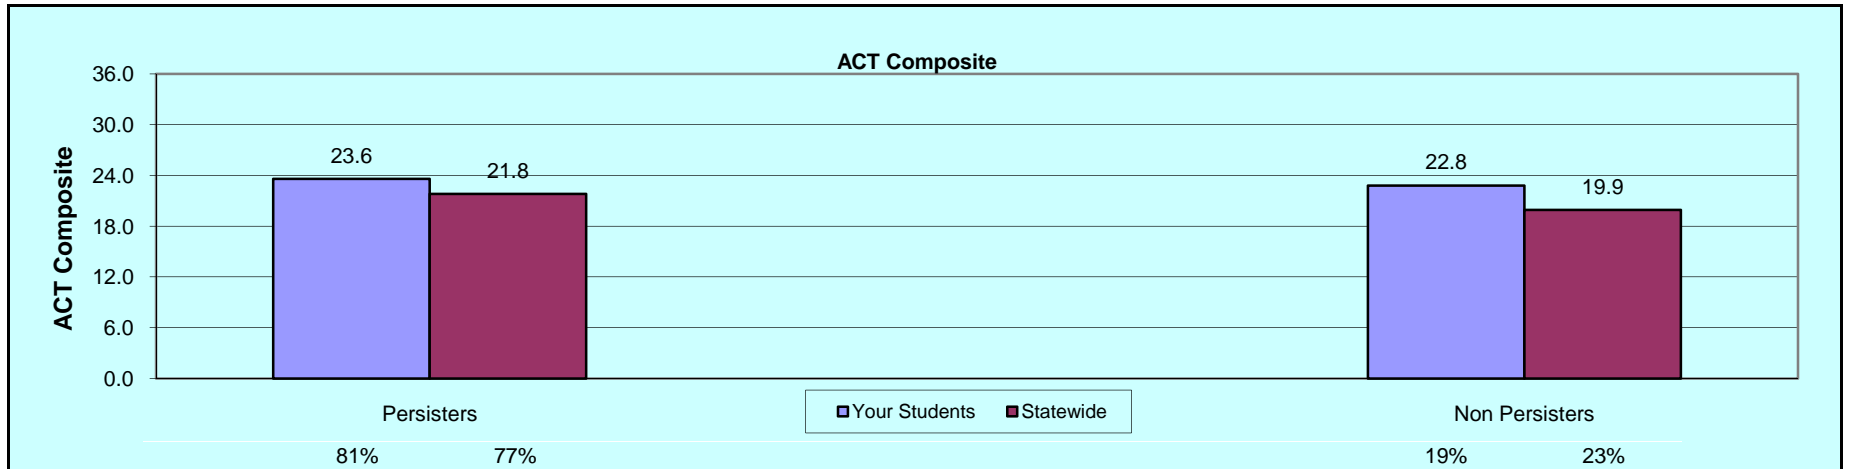 ACT Composite
ACT Composite
36.0
30.0
24.0
18.0
12.0
6.0
0.0
23.6
21.8
22.8
19.9
Persisters
Your Students Statewide
Non Persisters
81% 77% 19% 23%